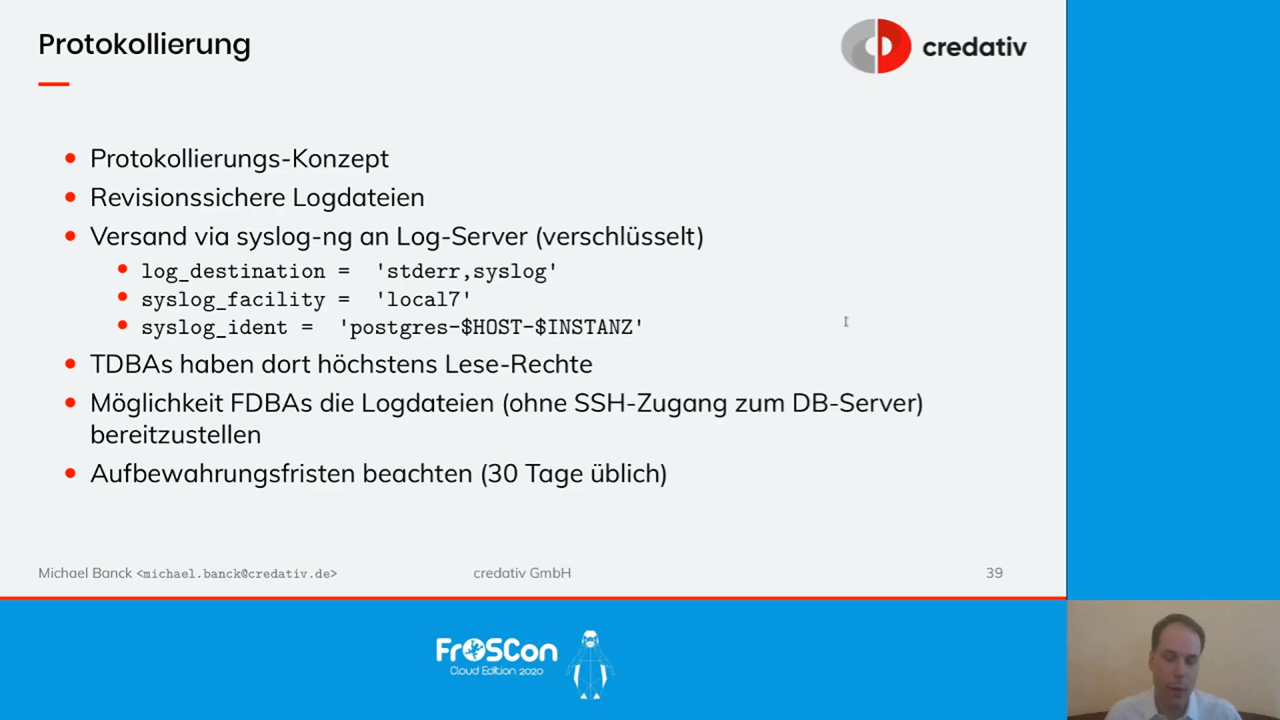 Protokollierung
credativ
Protokollierungs-Konzept
Revisionssichere Logdateien
Versand via syslog-ng an Log-Server (verschlüsselt)
log_destination = 'stderr,syslog'
syslog_facility = 'local7'
syslog_ident = 'postgres-$HOST-$INSTANZ'
TDBAs haben dort höchstens Lese-Rechte
Möglichkeit FDBAs die Logdateien (ohne SSH-Zugang zum DB-Server)
bereitzustellen
Aufbewahrungsfristen beachten (30 Tage üblich)
Michael Banck <michael.banck@credativ.de> credativ GmbH 39
FrOSCon
Cloud Edition 2020